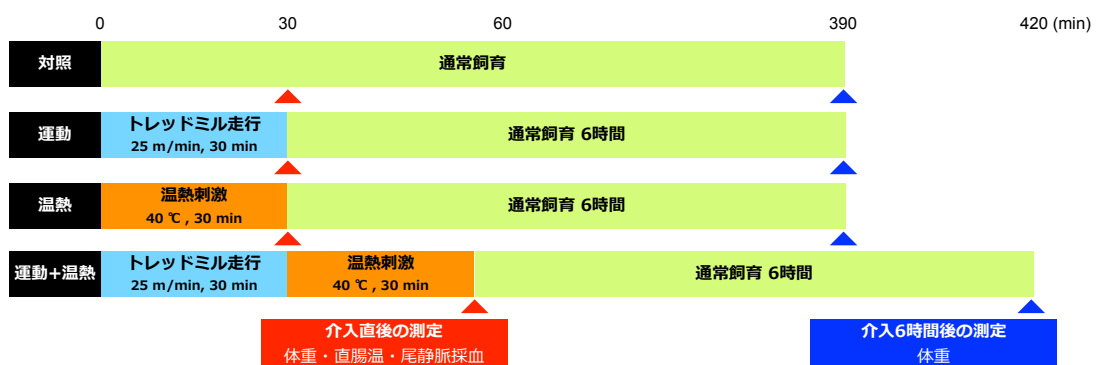 0 30 60 390 420 (min)
対照 通常飼育
運動 トレッドミル走行 通常飼育 6時間
25 m/min, 30 min
温熱 温熱刺激 通常飼育 6時間
40 ℃ , 30 min
運動+温熱 トレッドミル走行 温熱刺激 通常飼育 6時間
25 m/min, 30 min 40 ℃ , 30 min
介入直後の測定 介入6時間後の測定
体重・直腸温・尾静脈採血 体重